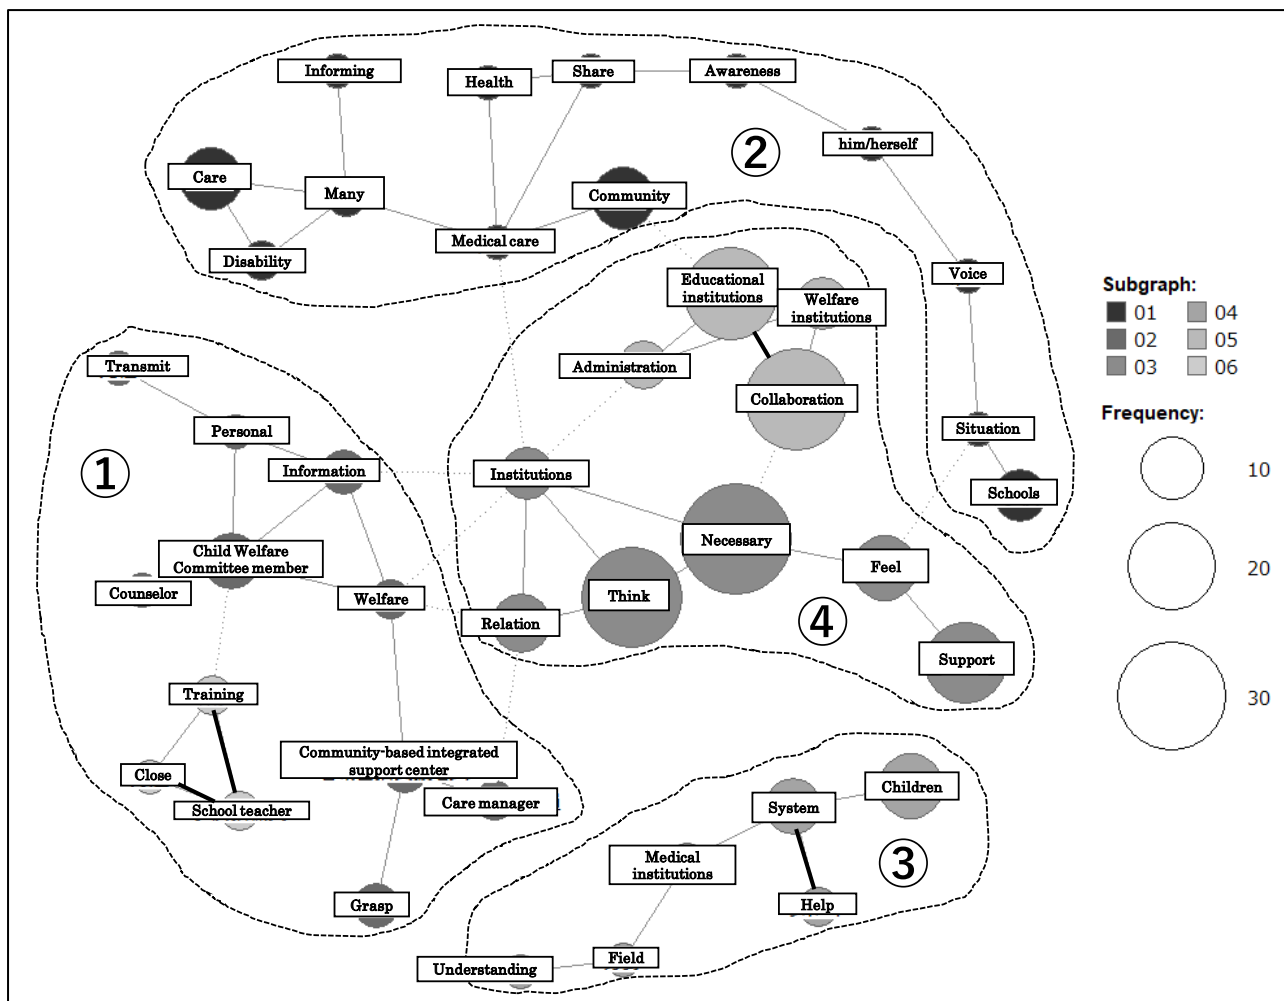 Informing
Health
Share
Awareness
②
him/herself
Care
Many
Community
Medical care
Disability
Voice
Educational
institutions
Welfare
institutions
Administration
Collaboration
Situation
Schools
Transmit
Personal
①
Information
Institutions
Child Welfare
Committee member
Counselor
Welfare
Necessary
Feel
Think
Relation
④
Support
Training
Close
School teacher
Community-based integrated
support center
Care manager
Grasp
System
Children
Medical
institutions
③
Help
Field
Understanding
Subgraph:
01 04
02 05
03 06
Frequency:
10
20
30